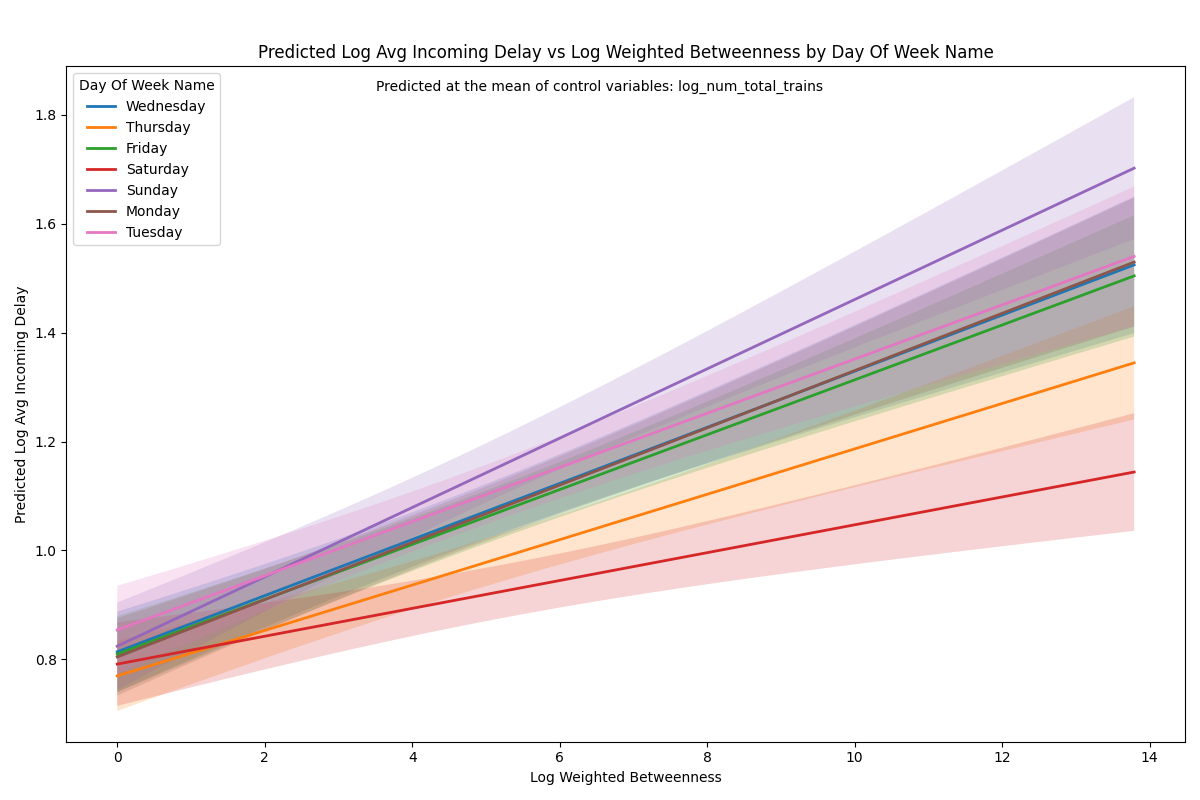 Predicted Log Avg Incoming Delay vs Log Weighted Betweenness by Day Of Week Name
Predicted at the mean of control variables: log_num_total_trains
Day Of Week Name
Wednesday
Thursday
Friday
Saturday
Sunday
Monday
Tuesday
Predicted Log Avg Incoming Delay
1.8
1.6
1.4
1.2
1.0
0.8
0 2 4 6 8 10 12 14
Log Weighted Betweenness